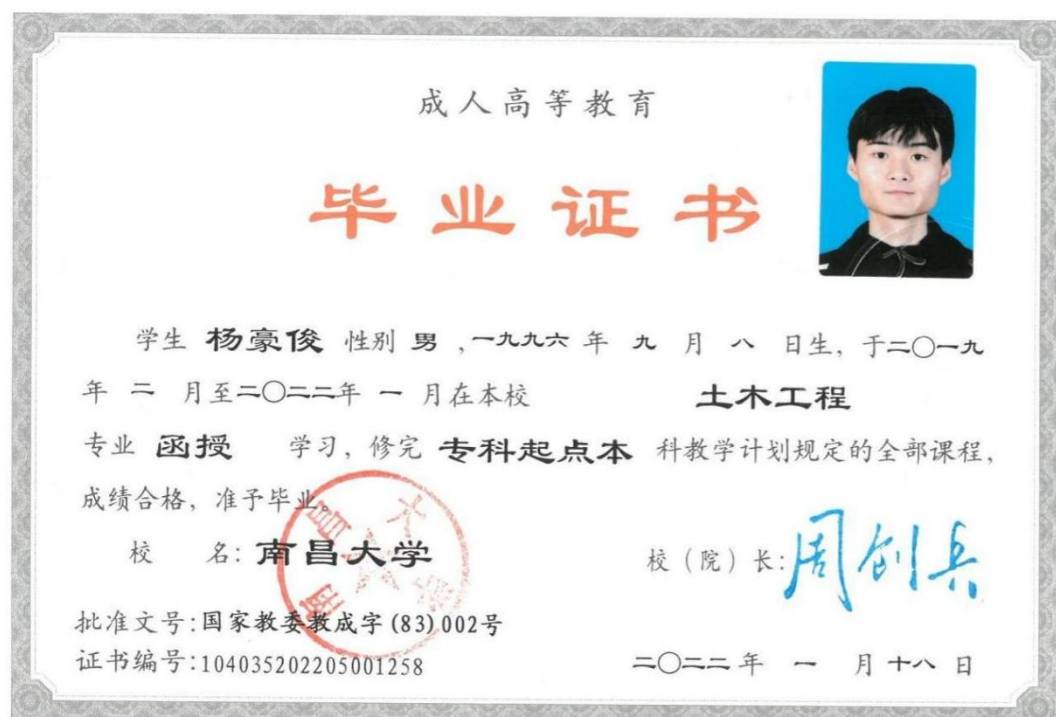 成人高等教育
毕业证书
学生 杨豪俊 性别 男 ,一九九六 年 九 月 八 日生, 于二〇一九
年 二 月至二〇二二年 一 月在本校 土木工程
专业 函授 学习, 修完 专科起点本 科教学计划规定的全部课程,
成绩合格, 准予毕业。
校 名: 南昌大学
南昌大学
校(院)长: 周创兵
批准文号:国家教委教成字(83)002号
证书编号:104035202205001258
二〇二二 年 一 月 十八 日